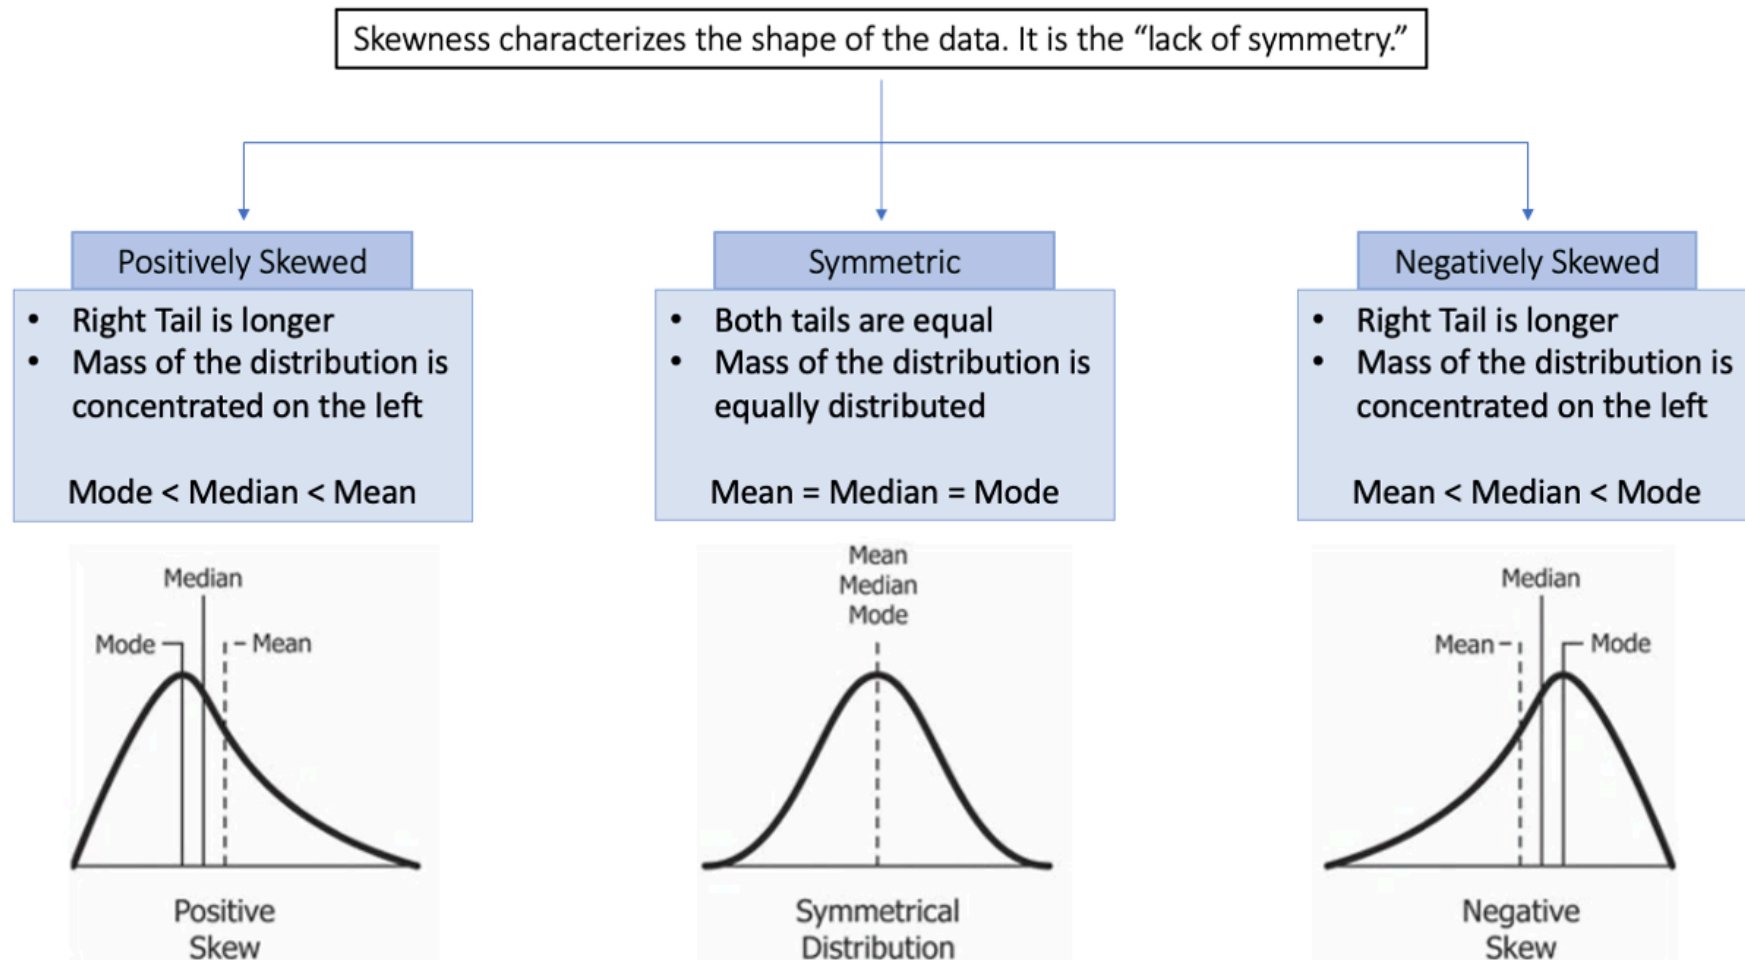 Skewness characterizes the shape of the data. It is the “lack of symmetry.”
Positively Skewed
• Right Tail is longer
• Mass of the distribution is
concentrated on the left
Mode < Median < Mean
Symmetric
• Both tails are equal
• Mass of the distribution is
equally distributed
Mean = Median = Mode
Negatively Skewed
• Right Tail is longer
• Mass of the distribution is
concentrated on the left
Mean < Median < Mode
Median
Mode
Mean
Positive
Skew
Mean
Median
Mode
Symmetrical
Distribution
Median
Mean
Mode
Negative
Skew